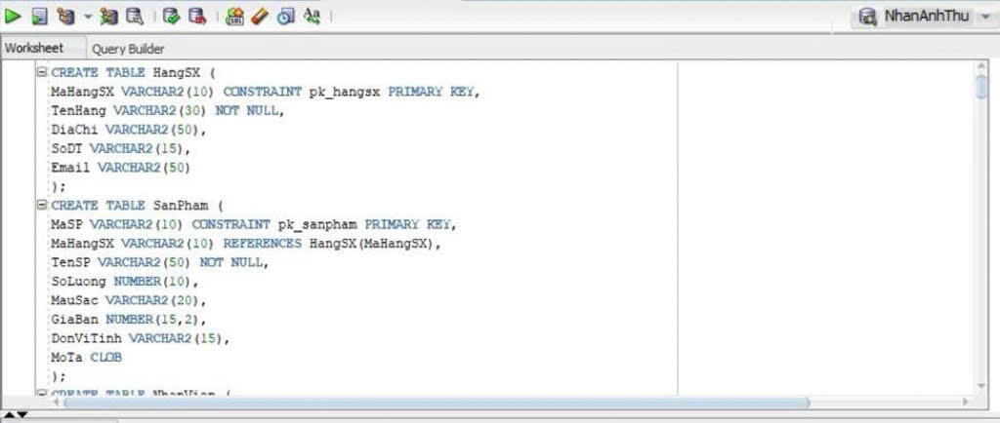 NhanAnhThu
Worksheet Query Builder
CREATE TABLE HangSX (
MaHangSX VARCHAR2(10) CONSTRAINT pk_hangsx PRIMARY KEY,
TenHang VARCHAR2(30) NOT NULL,
DiaChi VARCHAR2(50),
SoDT VARCHAR2(15),
Email VARCHAR2(50)
);
CREATE TABLE SanPham (
MaSP VARCHAR2(10) CONSTRAINT pk_sanpham PRIMARY KEY,
MaHangSX VARCHAR2(10) REFERENCES HangSX(MaHangSX),
TenSP VARCHAR2(50) NOT NULL,
SoLuong NUMBER(10),
MauSac VARCHAR2(20),
GiaBan NUMBER(15,2),
DonViTinh VARCHAR2(15),
MoTa CLOB
);
CREATE TABLE NhanVien (